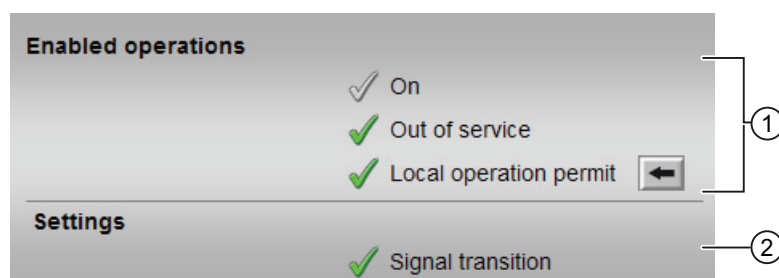 Enabled operations
On
Out of service
Local operation permit
1
Settings
Signal transition
2